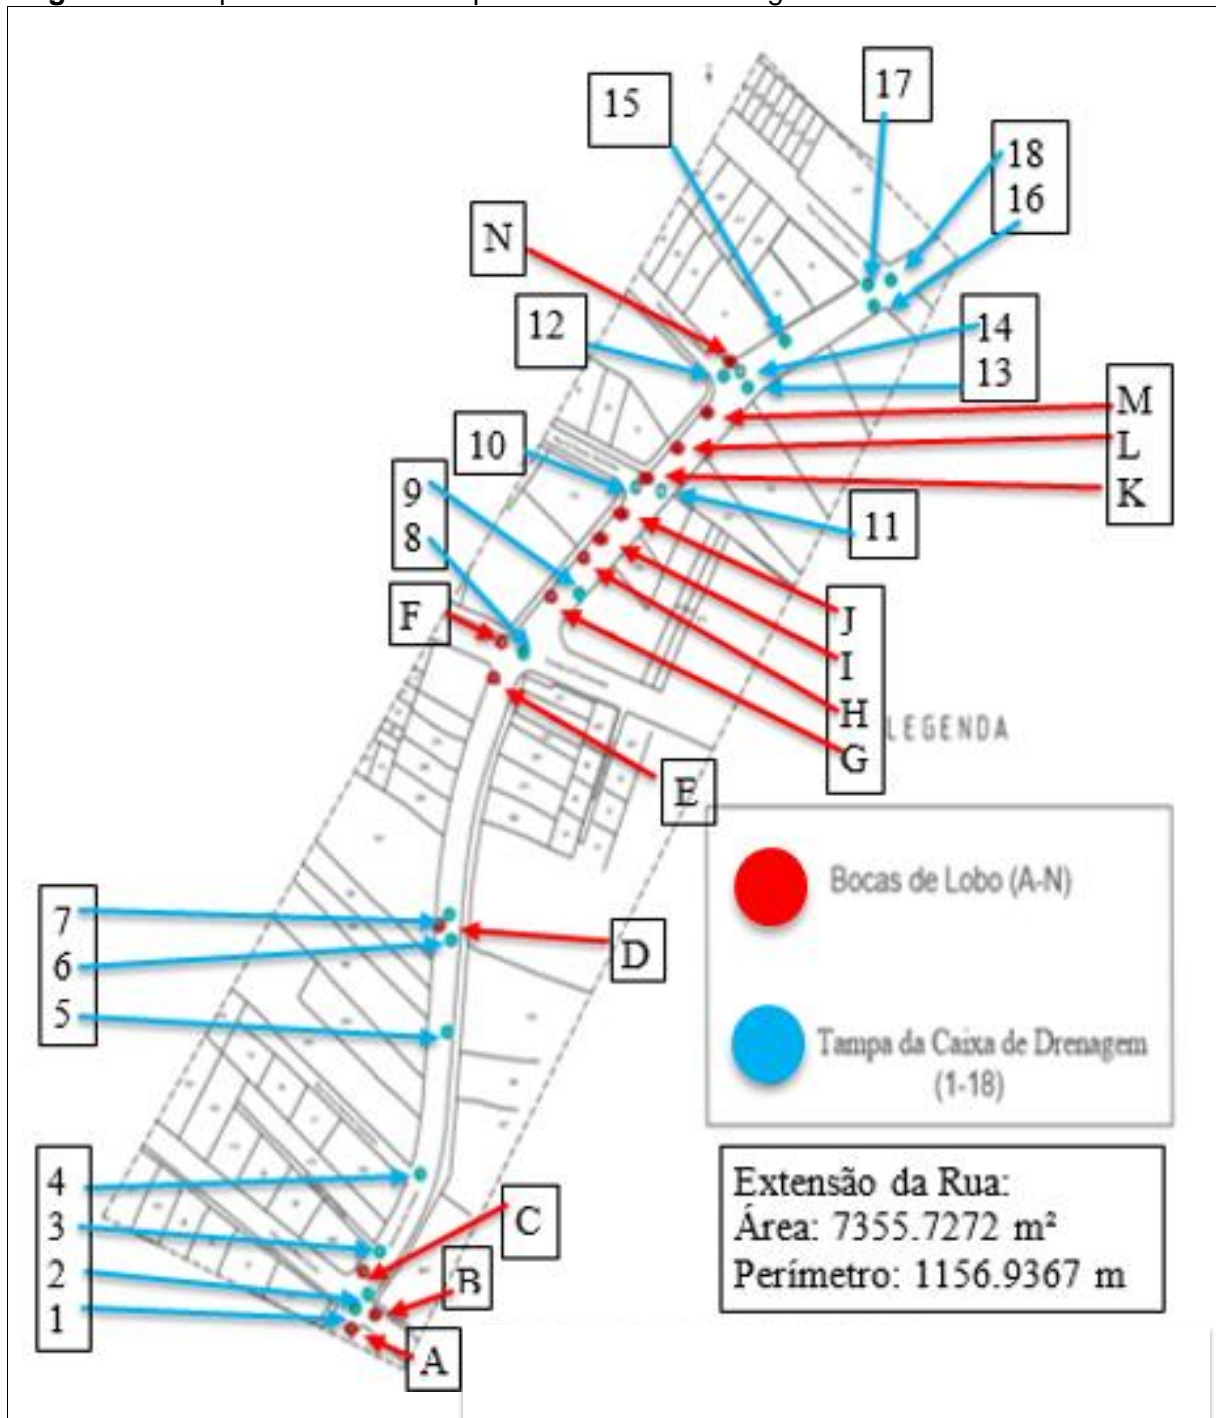 17
15
18
16
N
12
14
13
M
L
K
10
9
8
11
F
J
I
H
G
LEGENDA
E
Bocas de Lobo (A-N)
7
6
5
D
Tampa da Caixa de Drenagem
(1-18)
4
3
2
1
C
B
A
Extensão da Rua:
Área: 7355.7272 m²
Perímetro: 1156.9367 m